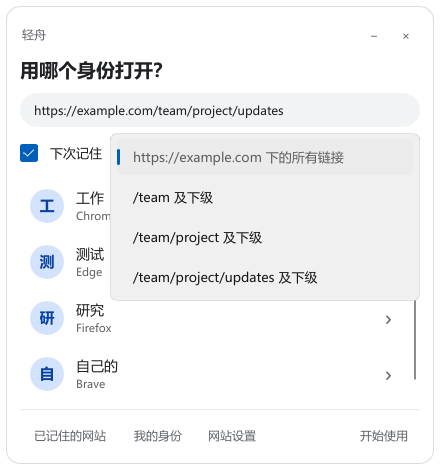 轻舟
用哪个身份打开？
https://example.com/team/project/updates
下次记住
https://example.com 下的所有链接
/team 及下级
/team/project 及下级
/team/project/updates 及下级
工
工作
Chrom
测
测试
Edge
研
研究
Firefox
自
自己的
Brave
已记住的网站
我的身份
网站设置
开始使用